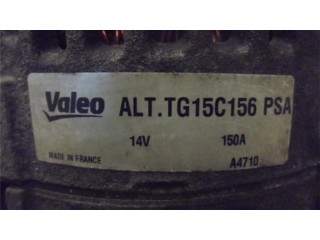 Valeo ALT.TG15C156 PSA
14V 150A
MADE IN FRANCE A4710